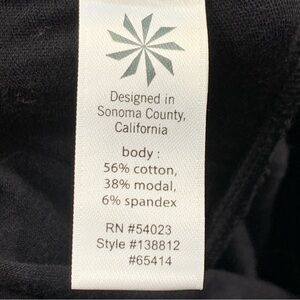 Designed in
Sonoma County,
California
body :
56% cotton,
38% modal,
6% spandex
RN #54023
Style #138812
#65414